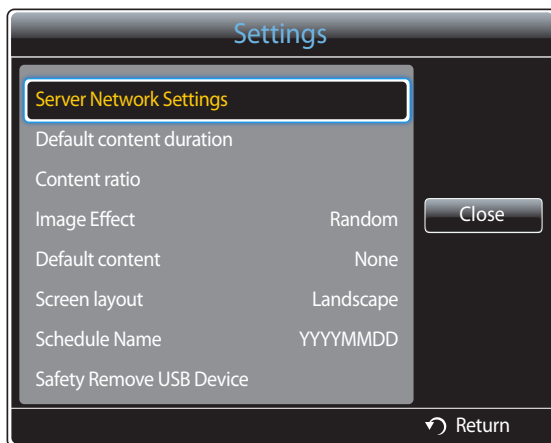 Settings
Server Network Settings
Default content duration
Content ratio
Image Effect Random
Default content None
Screen layout Landscape
Schedule Name YYYYMMDD
Safety Remove USB Device
Close
Return